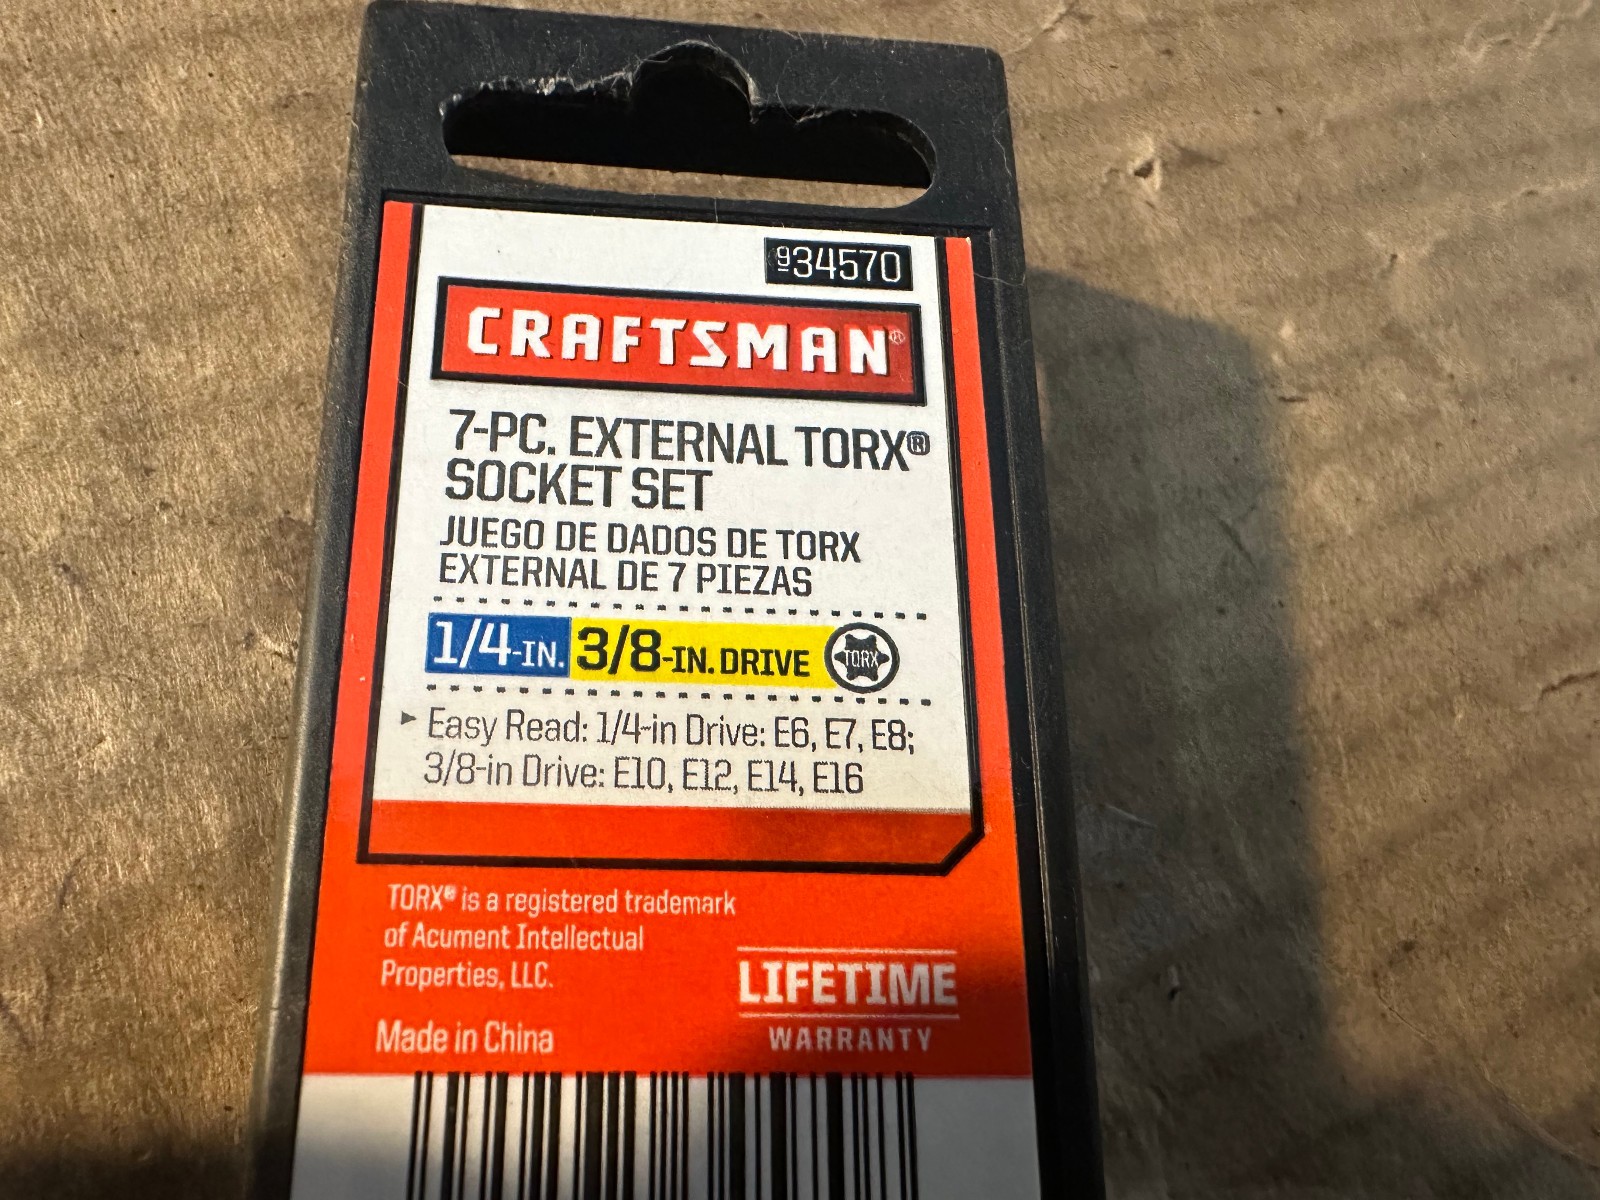 934570
CRAFTSMAN®
7-PC. EXTERNAL TORX®
SOCKET SET
JUEGO DE DADOS DE TORX
EXTERNAL DE 7 PIEZAS
1/4-IN. 3/8-IN. DRIVE TORX
Easy Read: 1/4-in Drive: E6, E7, E8;
3/8-in Drive: E10, E12, E14, E16
TORX® is a registered trademark
of Acument Intellectual
Properties, LLC.
Made in China
LIFETIME
WARRANTY